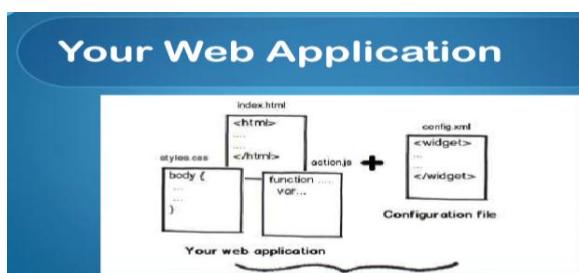 Your Web Application
index.html
<html>
....
....
</html>
styles.css
body {
...
...
}
action.js
function .....
var...
Your web application
+
config.xml
<widget>
...
...
</widget>
Configuration file